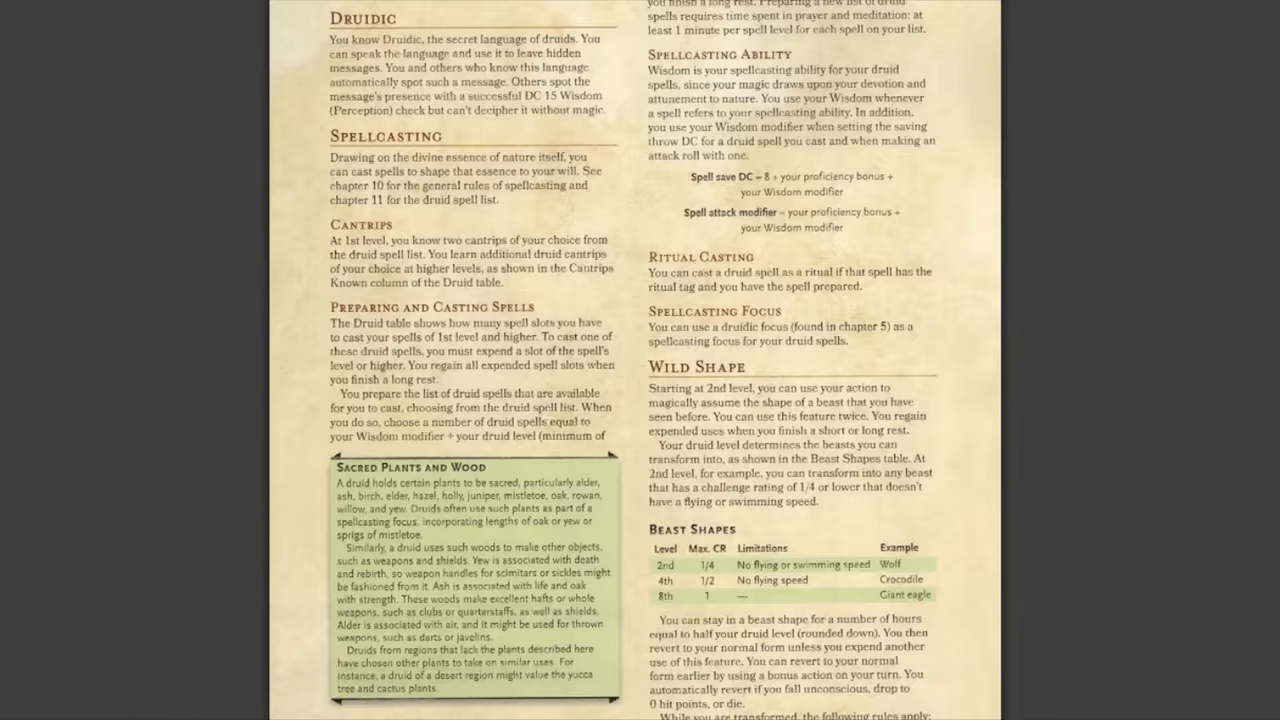 DRUIDIC
You know Druidic, the secret language of druids. You
can speak the language and use it to leave hidden
messages. You and others who know this language
automatically spot such a message. Others spot the
message's presence with a successful DC 15 Wisdom
(Perception) check but can't decipher it without magic.
SPELLCASTING
Drawing on the divine essence of nature itself, you
can cast spells to shape that essence to your will. See
chapter 10 for the general rules of spellcasting and
chapter 11 for the druid spell list.
CANTRIPS
At 1st level, you know two cantrips of your choice from
the druid spell list. You learn additional druid cantrips
of your choice at higher levels, as shown in the Cantrips
Known column of the Druid table.
PREPARING AND CASTING SPELLS
The Druid table shows how many spell slots you have
to cast your spells of 1st level and higher. To cast one of
these druid spells, you must expend a slot of the spell's
level or higher. You regain all expended spell slots when
you finish a long rest.
You prepare the list of druid spells that are available
for you to cast, choosing from the druid spell list. When
you do so, choose a number of druid spells equal to
your Wisdom modifier + your druid level (minimum of
SACRED PLANTS AND WOOD
A druid holds certain plants to be sacred, particularly alder,
ash, birch, elder, hazel, holly, juniper, mistletoe, oak, rowan,
willow, and yew. Druids often use such plants as part of a
spellcasting focus, incorporating lengths of oak or yew or
sprigs of mistletoe.
Similarly, a druid uses such woods to make other objects,
such as weapons and shields. Yew is associated with death
and rebirth, so weapon handles for scimitars or sickles might
be fashioned from it. Ash is associated with life and oak
with strength. These woods make excellent hafts or whole
weapons, such as clubs or quarterstaffs, as well as shields.
Alder is associated with air, and it might be used for thrown
weapons, such as darts or javelins.
Druids from regions that lack the plants described here
have chosen other plants to take on similar uses. For
instance, a druid of a desert region might value the yucca
tree and cactus plants.
you finish a long rest. Preparing a new list of druid
spells requires time spent in prayer and meditation: at
least 1 minute per spell level for each spell on your list.
SPELLCASTING ABILITY
Wisdom is your spellcasting ability for your druid
spells, since your magic draws upon your devotion and
attunement to nature. You use your Wisdom whenever
a spell refers to your spellcasting ability. In addition,
you use your Wisdom modifier when setting the saving
throw DC for a druid spell you cast and when making an
attack roll with one.
Spell save DC = 8 + your proficiency bonus +
your Wisdom modifier
Spell attack modifier = your proficiency bonus +
your Wisdom modifier
RITUAL CASTING
You can cast a druid spell as a ritual if that spell has the
ritual tag and you have the spell prepared.
SPELLCASTING FOCUS
You can use a druidic focus (found in chapter 5) as a
spellcasting focus for your druid spells.
WILD SHAPE
Starting at 2nd level, you can use your action to
magically assume the shape of a beast that you have
seen before. You can use this feature twice. You regain
expended uses when you finish a short or long rest.
Your druid level determines the beasts you can
transform into, as shown in the Beast Shapes table. At
2nd level, for example, you can transform into any beast
that has a challenge rating of 1/4 or lower that doesn't
have a flying or swimming speed.
BEAST SHAPES
Level Max. CR Limitations Example
2nd 1/4 No flying or swimming speed Wolf
4th 1/2 No flying speed Crocodile
8th 1 — Giant eagle
You can stay in a beast shape for a number of hours
equal to half your druid level (rounded down). You then
revert to your normal form unless you expend another
use of this feature. You can revert to your normal
form earlier by using a bonus action on your turn. You
automatically revert if you fall unconscious, drop to
0 hit points, or die.
While you are transformed, the following rules apply: